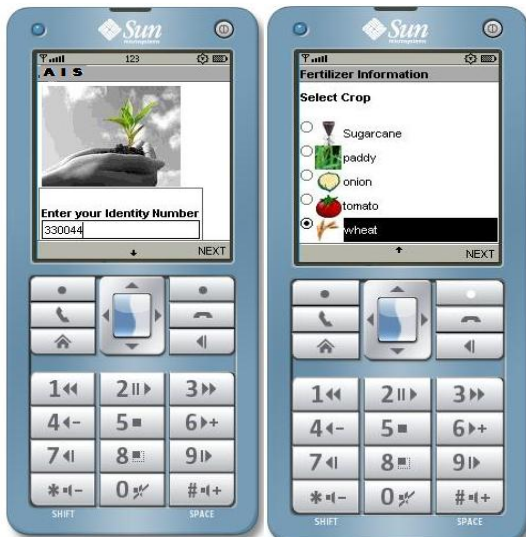 Sun
microsystems
123
A I S
Enter your Identity Number
330044
NEXT
1
2
3
4 -
5
6 +
7
8
9
* -
0
# +
SHIFT
SPACE
Sun
microsystems
Fertilizer Information
Select Crop
Sugarcane
paddy
onion
tomato
wheat
NEXT
1
2
3
4 -
5
6 +
7
8
9
* -
0
# +
SHIFT
SPACE